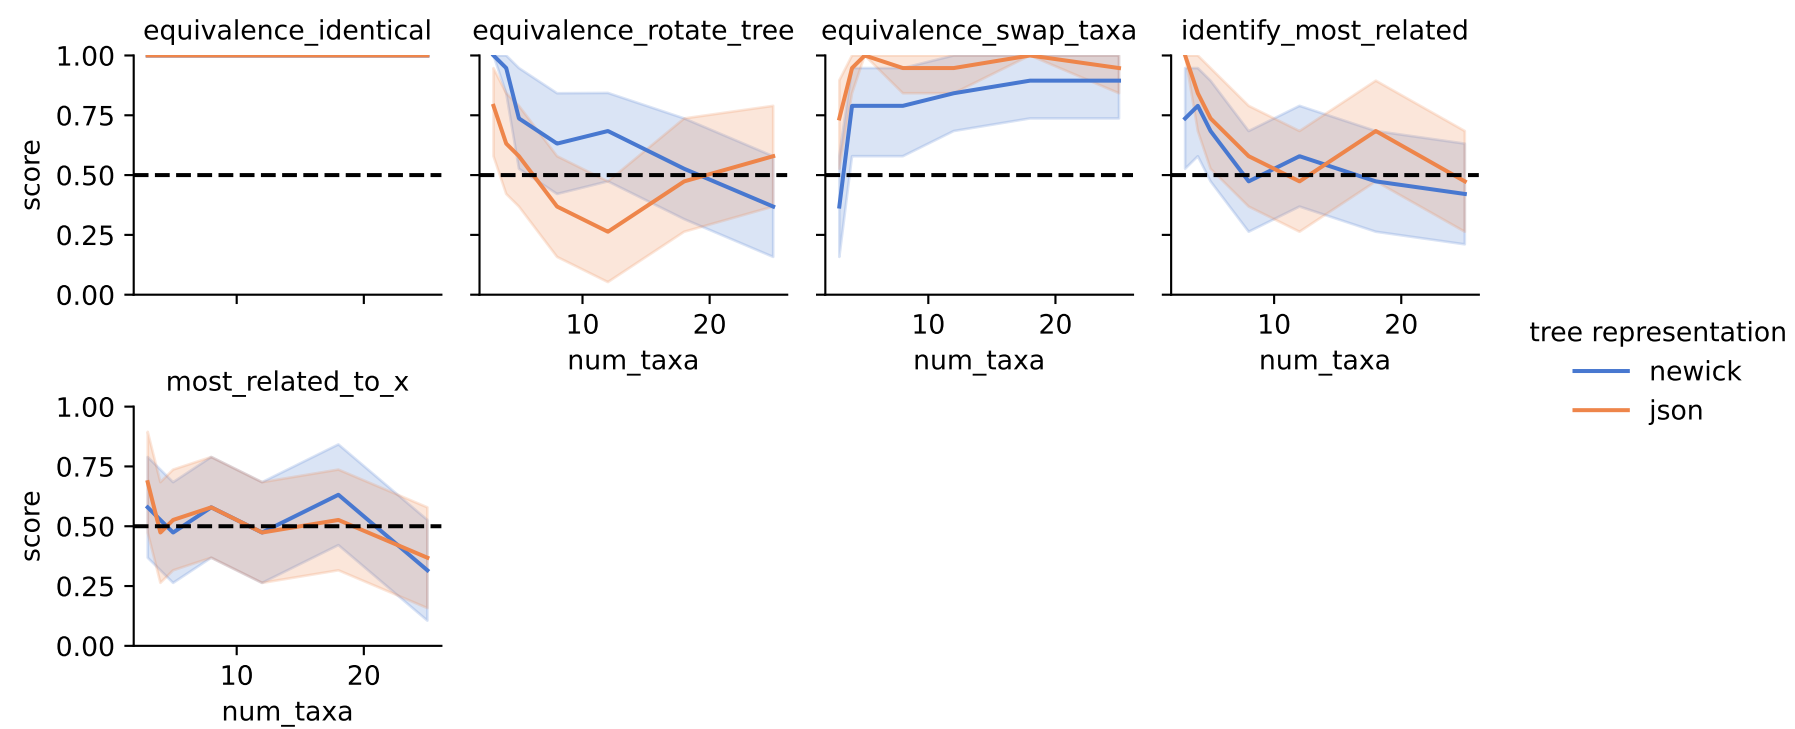 equivalence_identical
equivalence_rotate_tree
equivalence_swap_taxa
identify_most_related
1.00
0.75
0.50
0.25
0.00
score
10
20
num_taxa
10
20
num_taxa
10
20
num_taxa
tree representation
newick
json
most_related_to_x
1.00
0.75
0.50
0.25
0.00
score
10
20
num_taxa